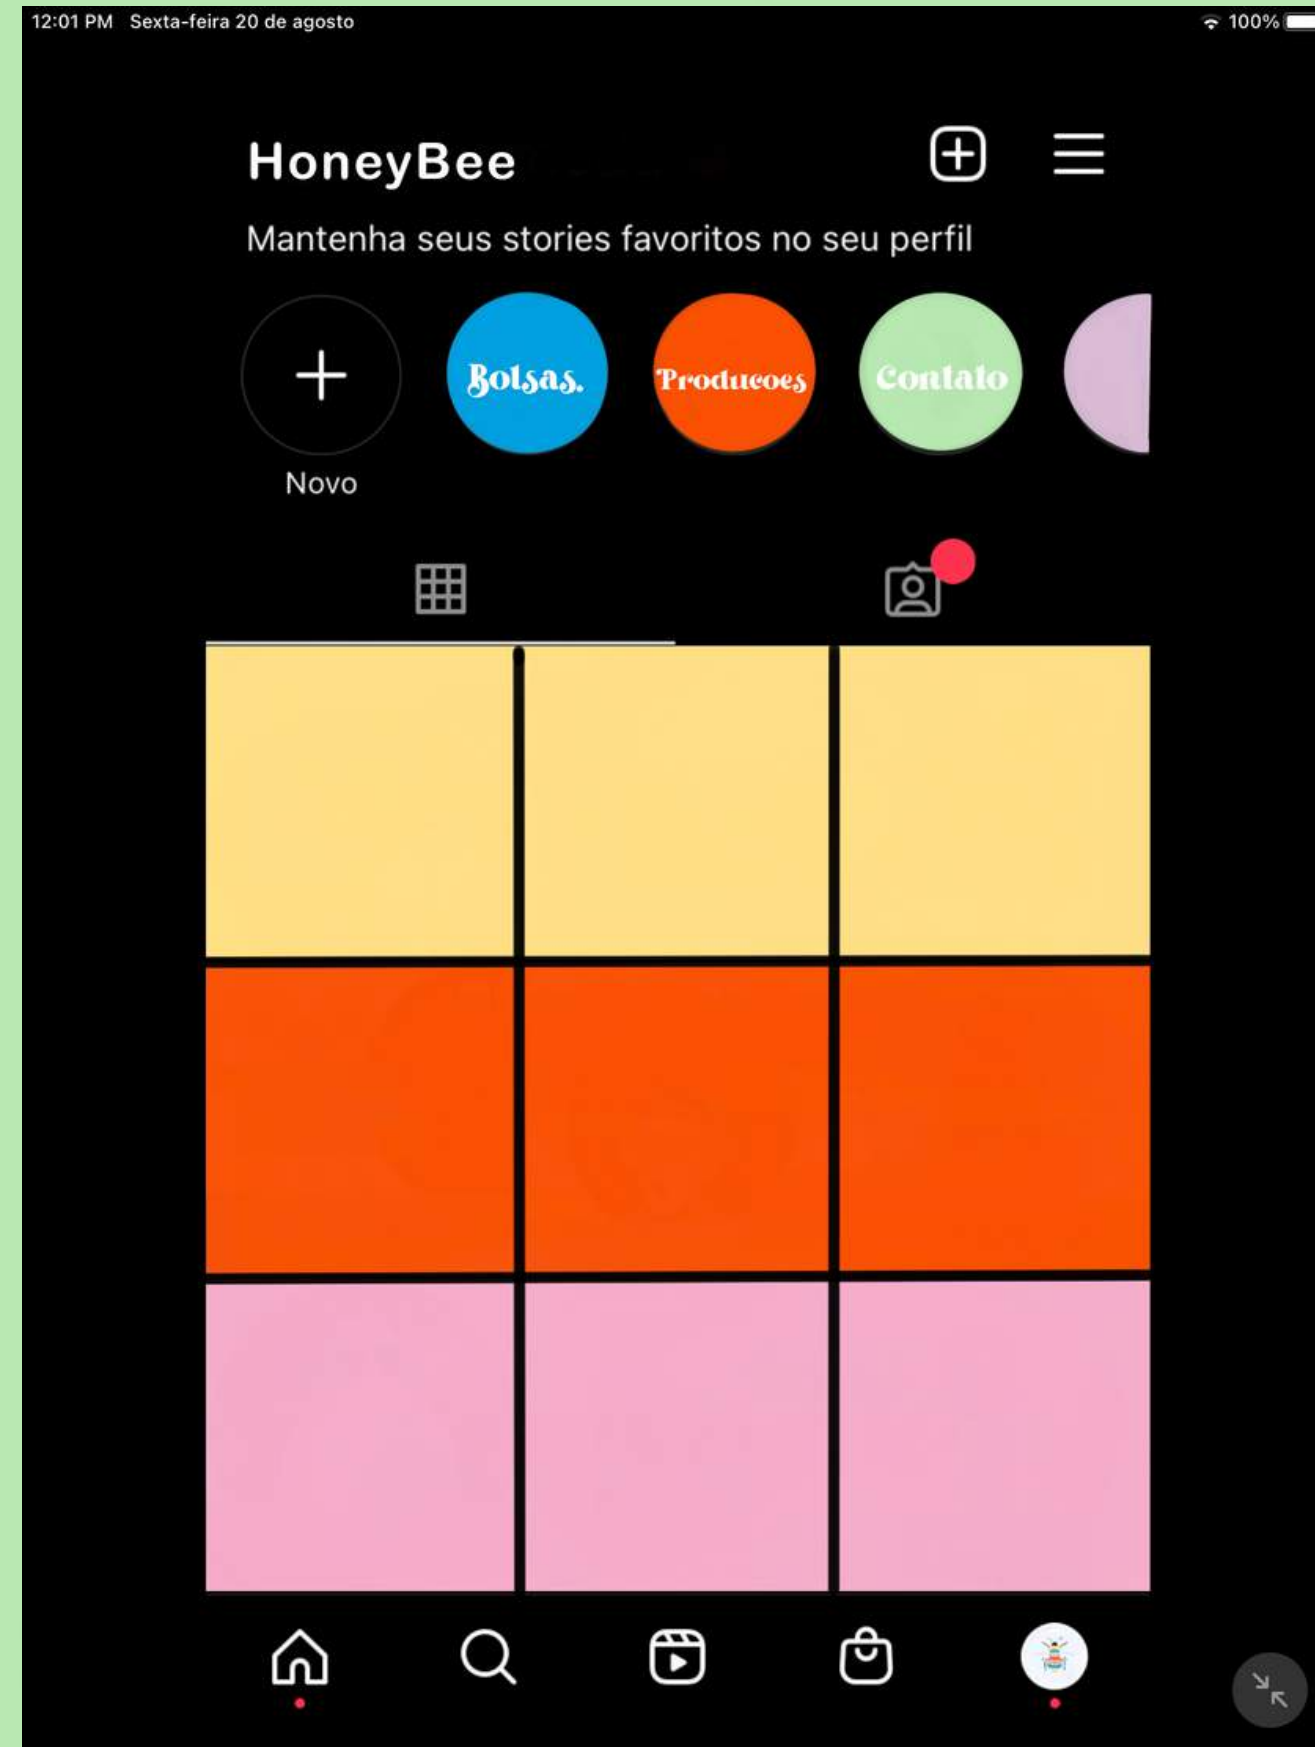 12:01 PM Sexta-feira 20 de agosto 100%
HoneyBee
Mantenha seus stories favoritos no seu perfil
Bolsas. Producoes Contato
Novo